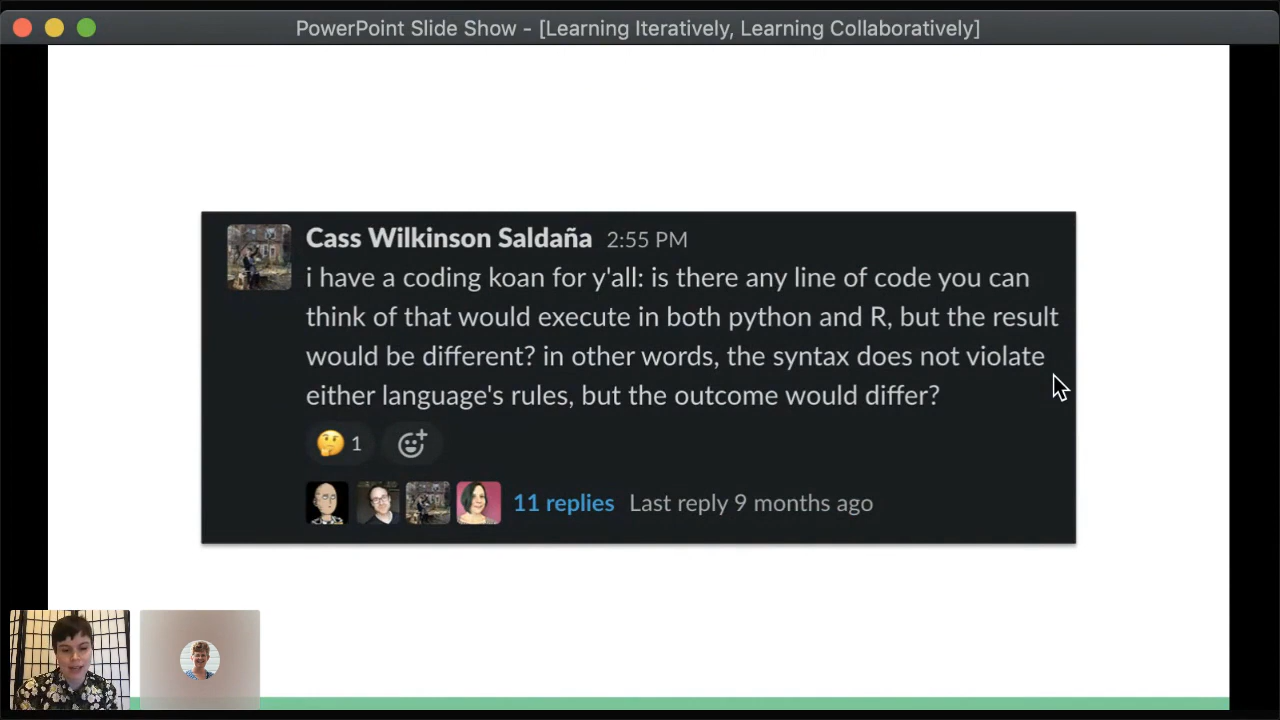 PowerPoint Slide Show - [Learning Iteratively, Learning Collaboratively]
Cass Wilkinson Saldaña 2:55 PM
i have a coding koan for y'all: is there any line of code you can
think of that would execute in both python and R, but the result
would be different? in other words, the syntax does not violate
either language's rules, but the outcome would differ?
🤔 1
11 replies Last reply 9 months ago